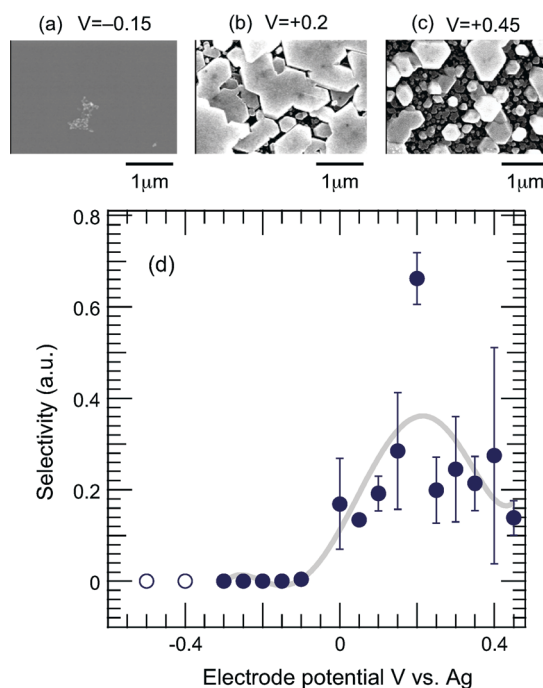 (a) V=–0.15
(b) V=+0.2
(c) V=+0.45
1μm
1μm
1μm
(d)
0.8
0.6
0.4
0.2
0
Selectivity (a.u.)
-0.4
0
0.4
Electrode potential V vs. Ag